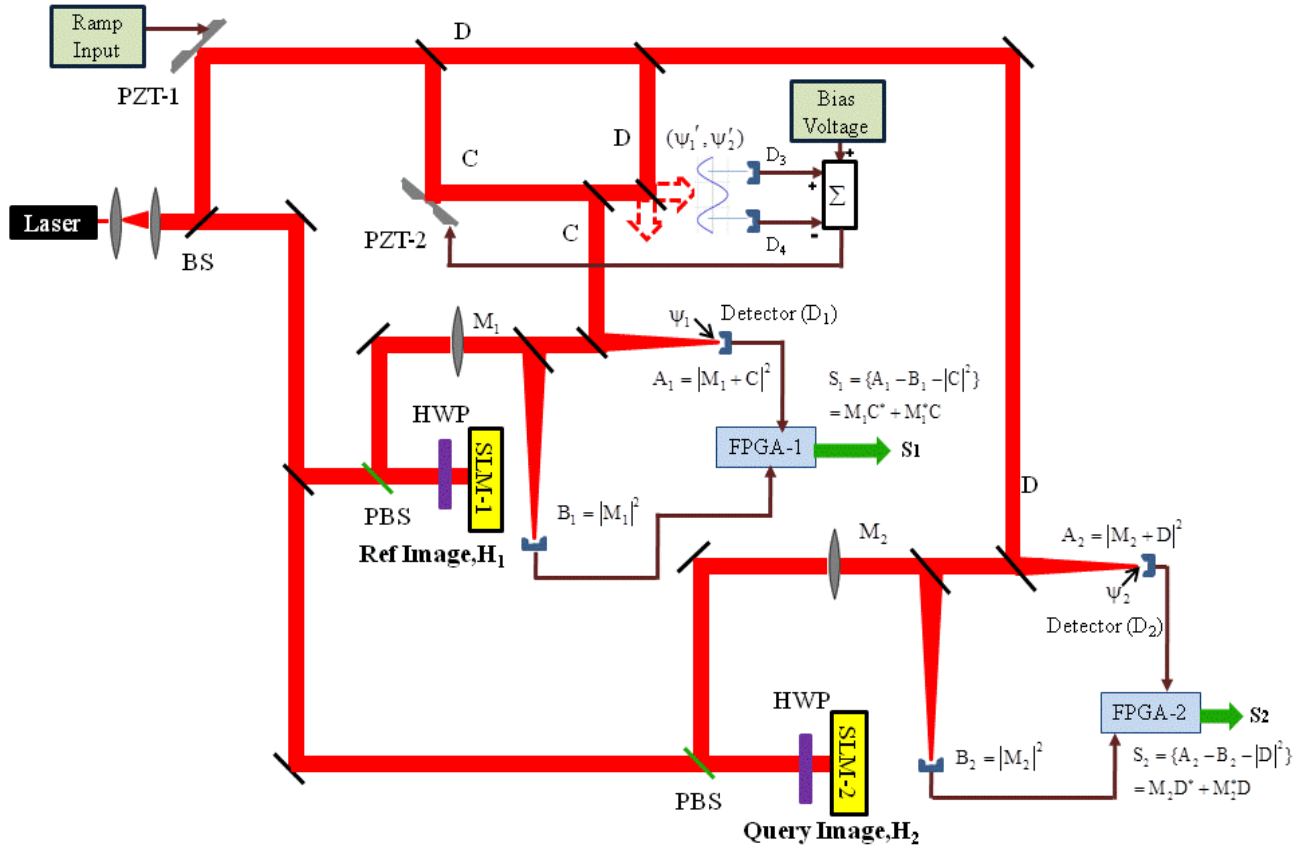 Ramp
Input
PZT-1
D
Bias
Voltage
D
(ψ₁′, ψ₂′)
D₃
+
+
Σ
-
D₄
C
PZT-2
C
Laser
BS
M₁
ψ₁
Detector (D₁)
A₁ = |M₁ + C|²
S₁ = {A₁ − B₁ − |C|²}
= M₁C* + M₁*C
HWP
SLM-1
FPGA-1
S1
PBS
Ref Image,H₁
B₁ = |M₁|²
D
M₂
A₂ = |M₂ + D|²
ψ₂
Detector (D₂)
HWP
SLM-2
FPGA-2
S2
PBS
B₂ = |M₂|²
S₂ = {A₂ − B₂ − |D|²}
= M₂D* + M₂*D
Query Image,H₂